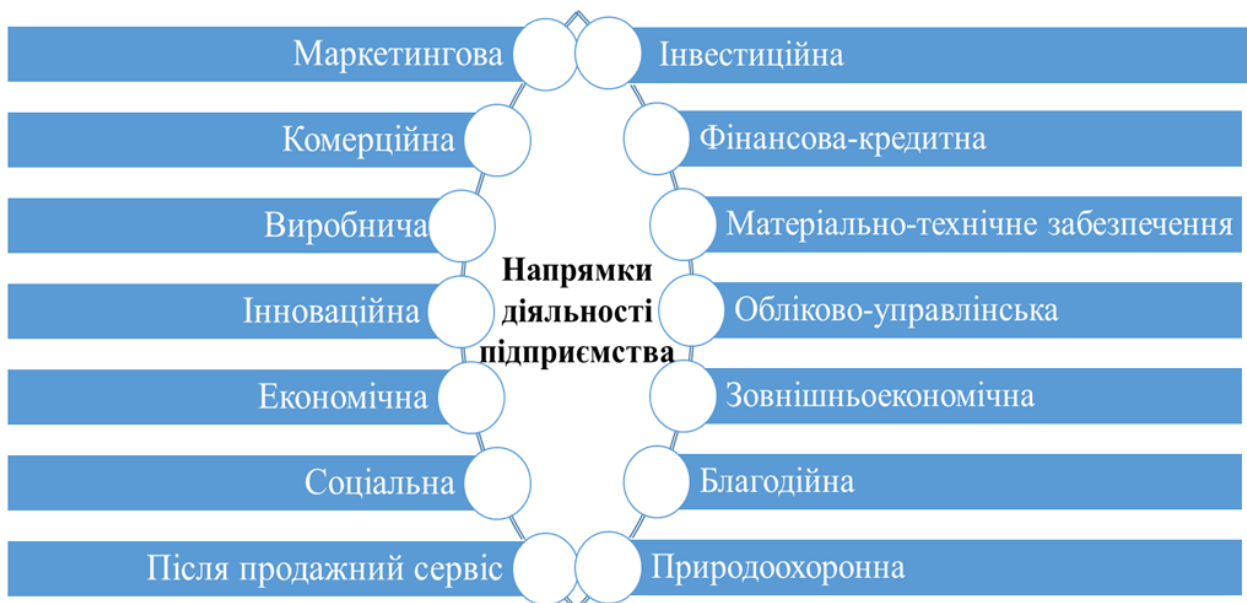 Маркетингова
Інвестиційна
Комерційна
Фінансова-кредитна
Виробнича
Матеріально-технічне забезпечення
Напрямки
діяльності
підприємства
Інноваційна
Обліково-управлінська
Економічна
Зовнішньоекономічна
Соціальна
Благодійна
Після продажний сервіс
Природоохоронна